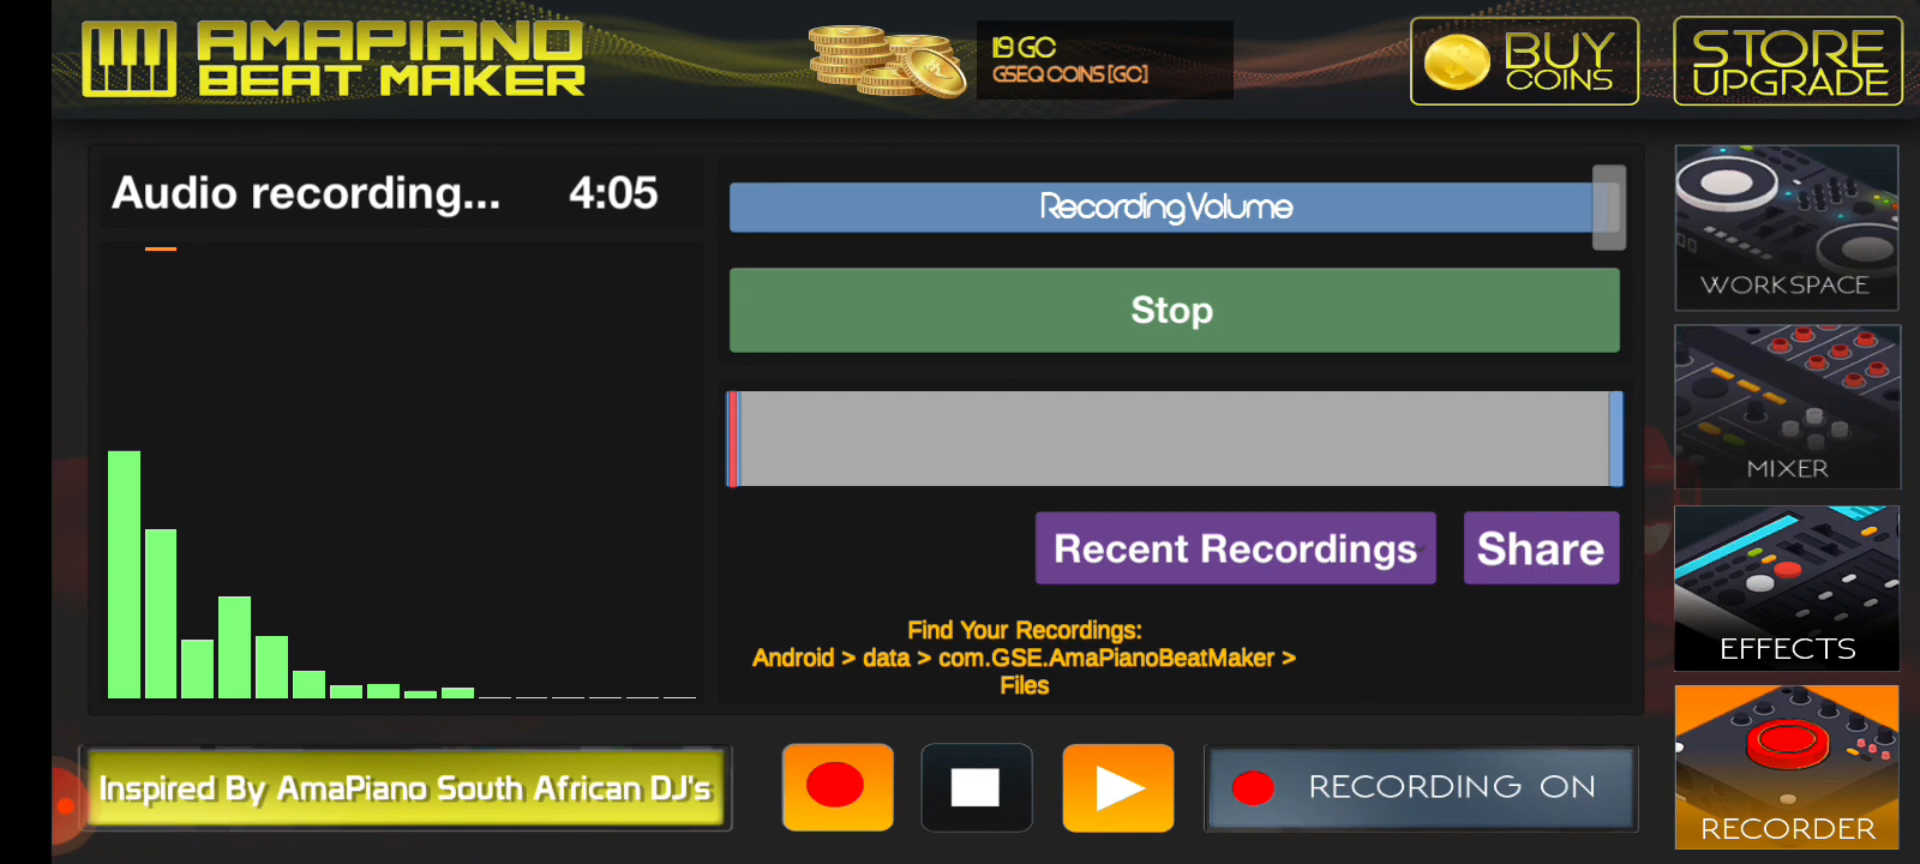 AMAPIANO
BEAT MAKER
119 GC
GSEQ COINS [GC]
BUY
COINS
STORE
UPGRADE
Audio recording... 4:05
Recording Volume
Stop
WORKSPACE
MIXER
Recent Recordings
Share
Find Your Recordings:
Android > data > com.GSE.AmaPianoBeatMaker >
Files
EFFECTS
Inspired By AmaPiano South African DJ's
RECORDING ON
RECORDER